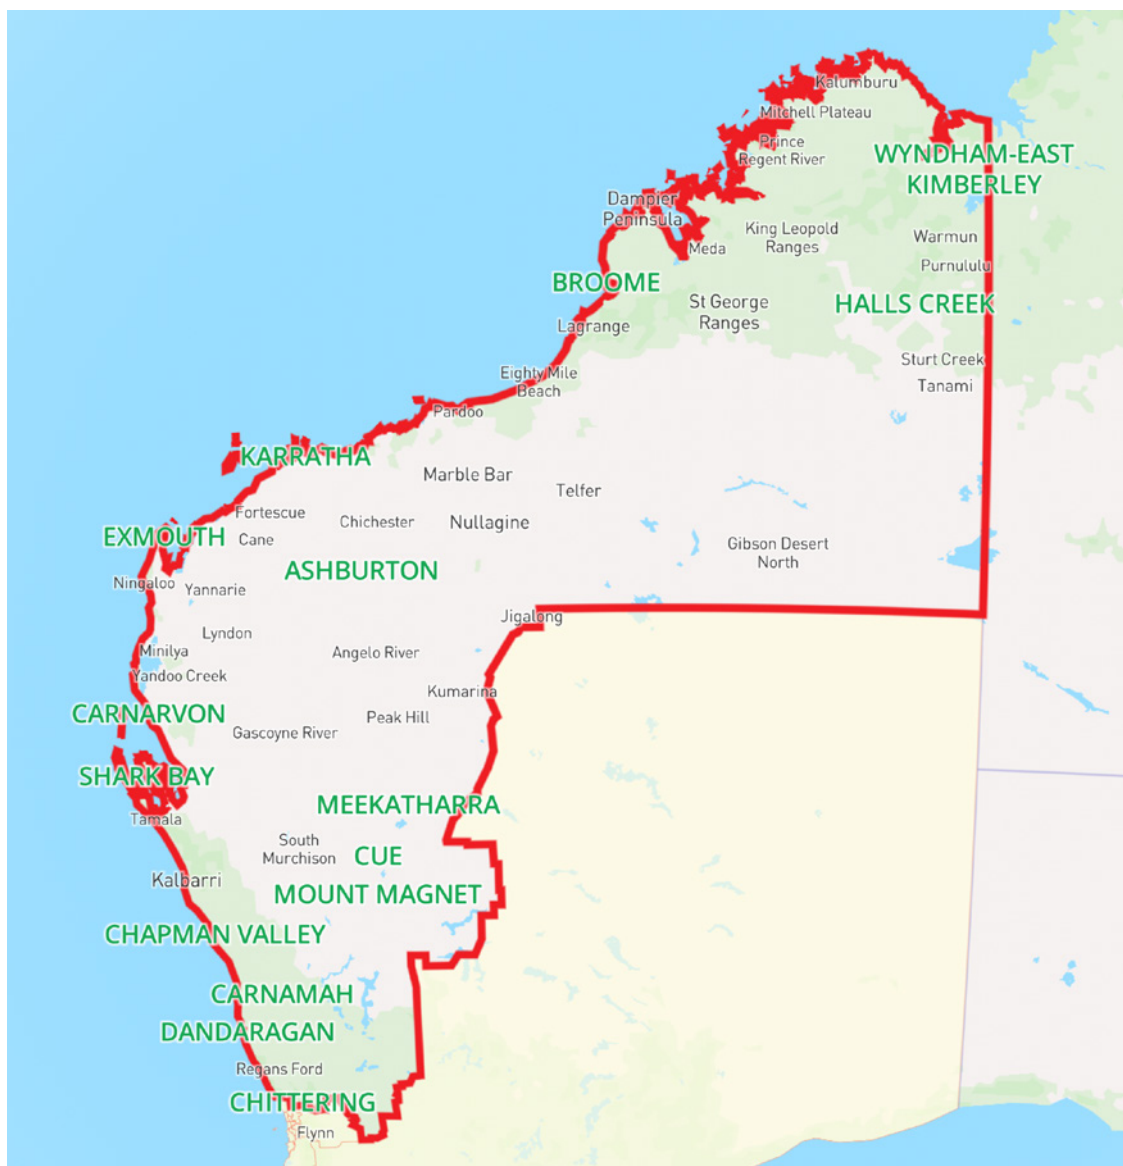 Kalumburu
Mitchell Plateau
Prince
Regent River
WYNDHAM-EAST
KIMBERLEY
Dampier
Peninsula
King Leopold
Ranges
Warmun
Meda
Purnululu
BROOME
St George
Ranges
HALLS CREEK
Lagrange
Sturt Creek
Tanami
Eighty Mile
Beach
Pardoo
KARRATHA
Marble Bar
Telfer
Fortescue
Chichester
Nullagine
EXMOUTH
Cane
Gibson Desert
North
ASHBURTON
Ningaloo
Yannarie
Jigalong
Lyndon
Minilya
Angelo River
Yandoo Creek
Kumarina
CARNARVON
Peak Hill
Gascoyne River
SHARK BAY
MEEKATHARRA
Tamala
South
Murchison
CUE
Kalbarri
MOUNT MAGNET
CHAPMAN VALLEY
CARNAMAH
DANDARAGAN
Regans Ford
CHITTERING
Flynn